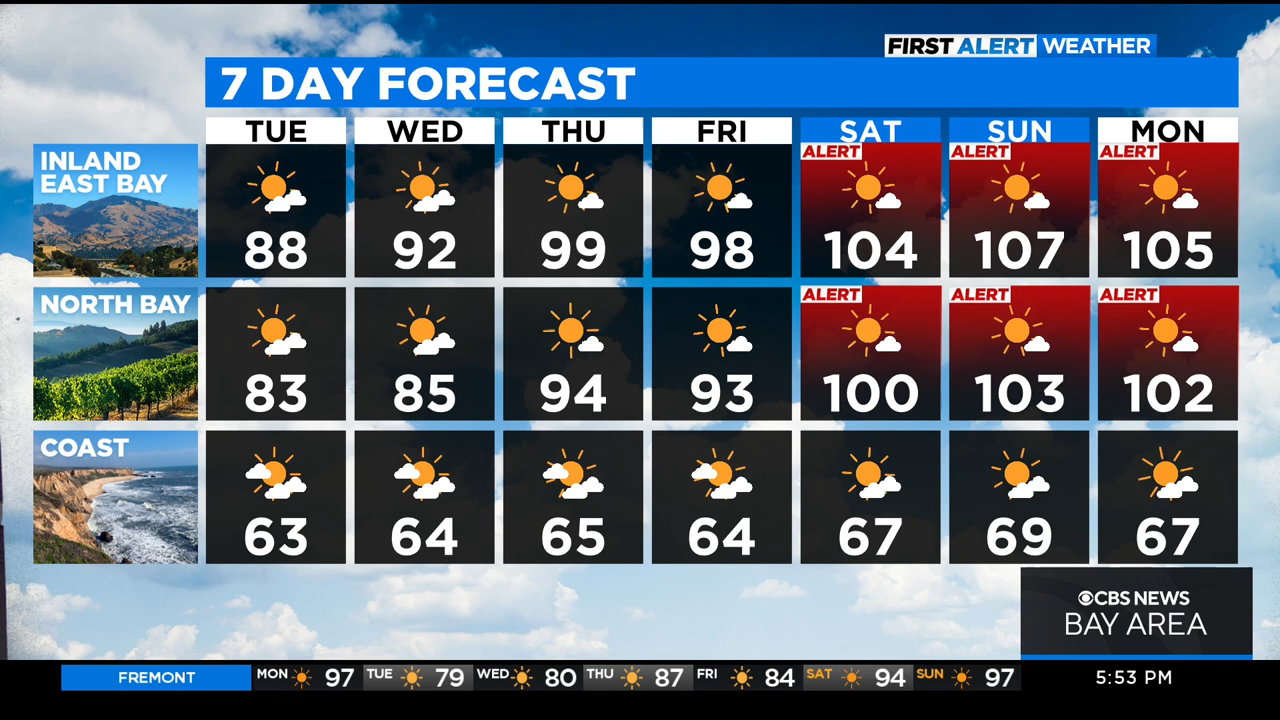 FIRST ALERT WEATHER
7 DAY FORECAST
TUE WED THU FRI SAT SUN MON
INLAND
EAST BAY
ALERT ALERT ALERT
88 92 99 98 104 107 105
NORTH BAY
ALERT ALERT ALERT
83 85 94 93 100 103 102
COAST
63 64 65 64 67 69 67
CBS NEWS
BAY AREA
FREMONT MON 97 TUE 79 WED 80 THU 87 FRI 84 SAT 94 SUN 97 5:53 PM